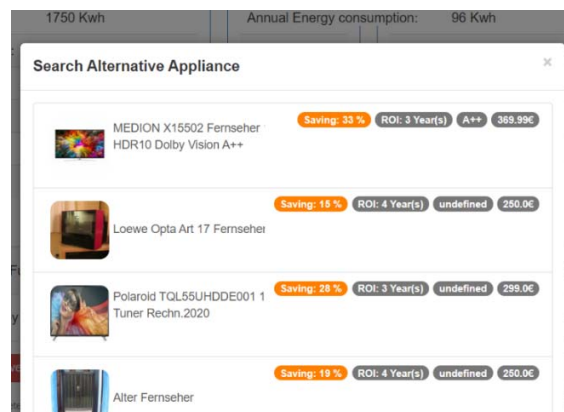 1750 Kwh
Annual Energy consumption: 96 Kwh
Search Alternative Appliance ×
MEDION X15502 Fernseher
HDR10 Dolby Vision A++
Saving: 33 % ROI: 3 Year(s) A++ 369.99€
Loewe Opta Art 17 Fernseher
Saving: 15 % ROI: 4 Year(s) undefined 250.0€
Polaroid TQL55UHDDE001 1
Tuner Rechn.2020
Saving: 28 % ROI: 3 Year(s) undefined 299.0€
Alter Fernseher
Saving: 19 % ROI: 4 Year(s) undefined 250.0€